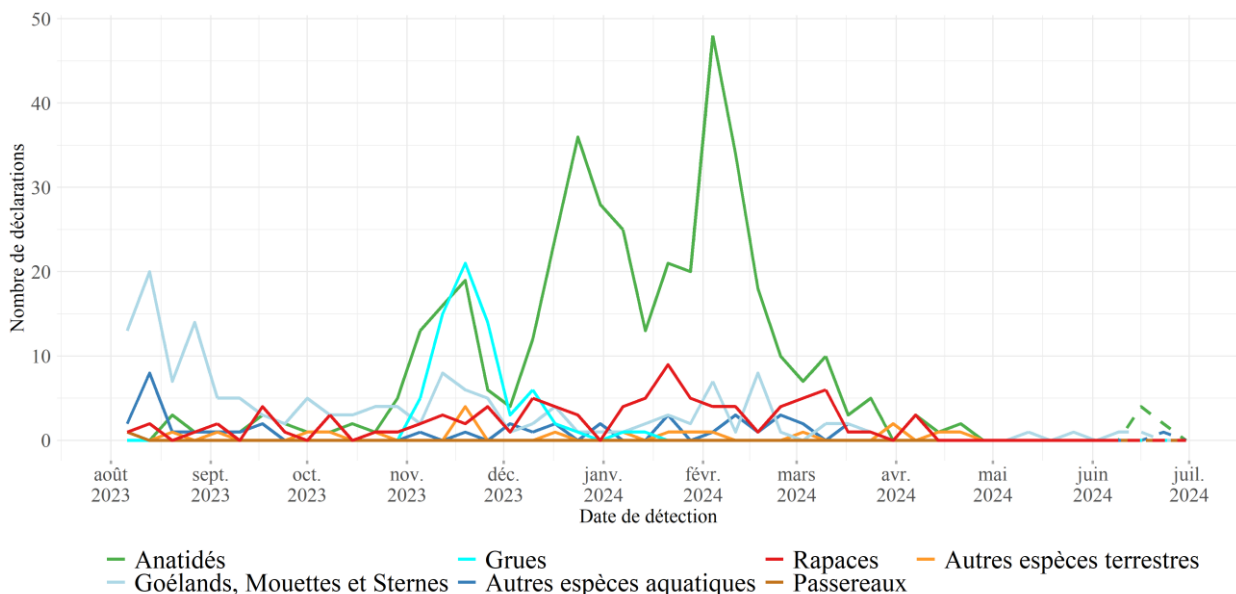 Nombre de déclarations
50
40
30
20
10
0
août sept. oct. nov. déc. janv. févr. mars avr. mai juin juil.
2023 2023 2023 2023 2023 2024 2024 2024 2024 2024 2024 2024
Date de détection
Anatidés Grues Rapaces Autres espèces terrestres
Goélands, Mouettes et Sternes Autres espèces aquatiques Passereaux